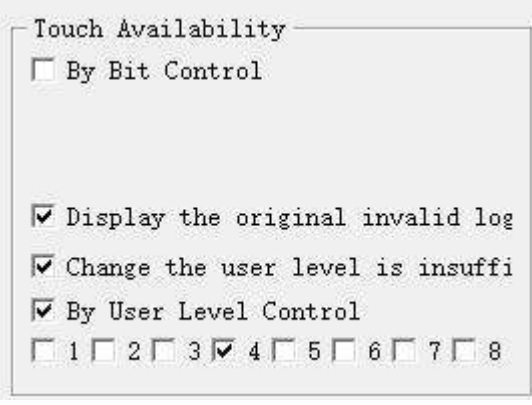 Touch Availability
By Bit Control
Display the original invalid log
Change the user level is insuffi
By User Level Control
1 2 3 4 5 6 7 8